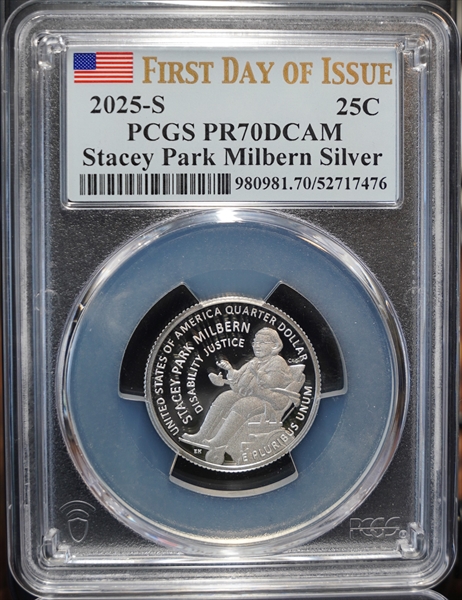 FIRST DAY OF ISSUE
2025-S 25C
PCGS PR70DCAM
Stacey Park Milbern Silver
980981.70/52717476
UNITED STATES OF AMERICA QUARTER DOLLAR
STACEY PARK MILBERN
DISABILITY JUSTICE
E PLURIBUS UNUM
EH
PCGS